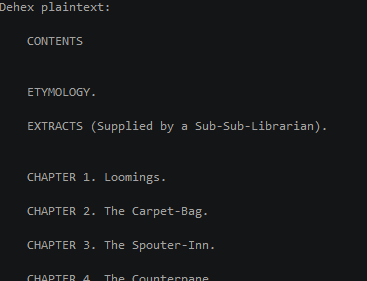 Dehex plaintext:
CONTENTS
ETYMOLOGY.
EXTRACTS (Supplied by a Sub-Sub-Librarian).
CHAPTER 1. Loomings.
CHAPTER 2. The Carpet-Bag.
CHAPTER 3. The Spouter-Inn.
CHAPTER 4. The Counterpane.